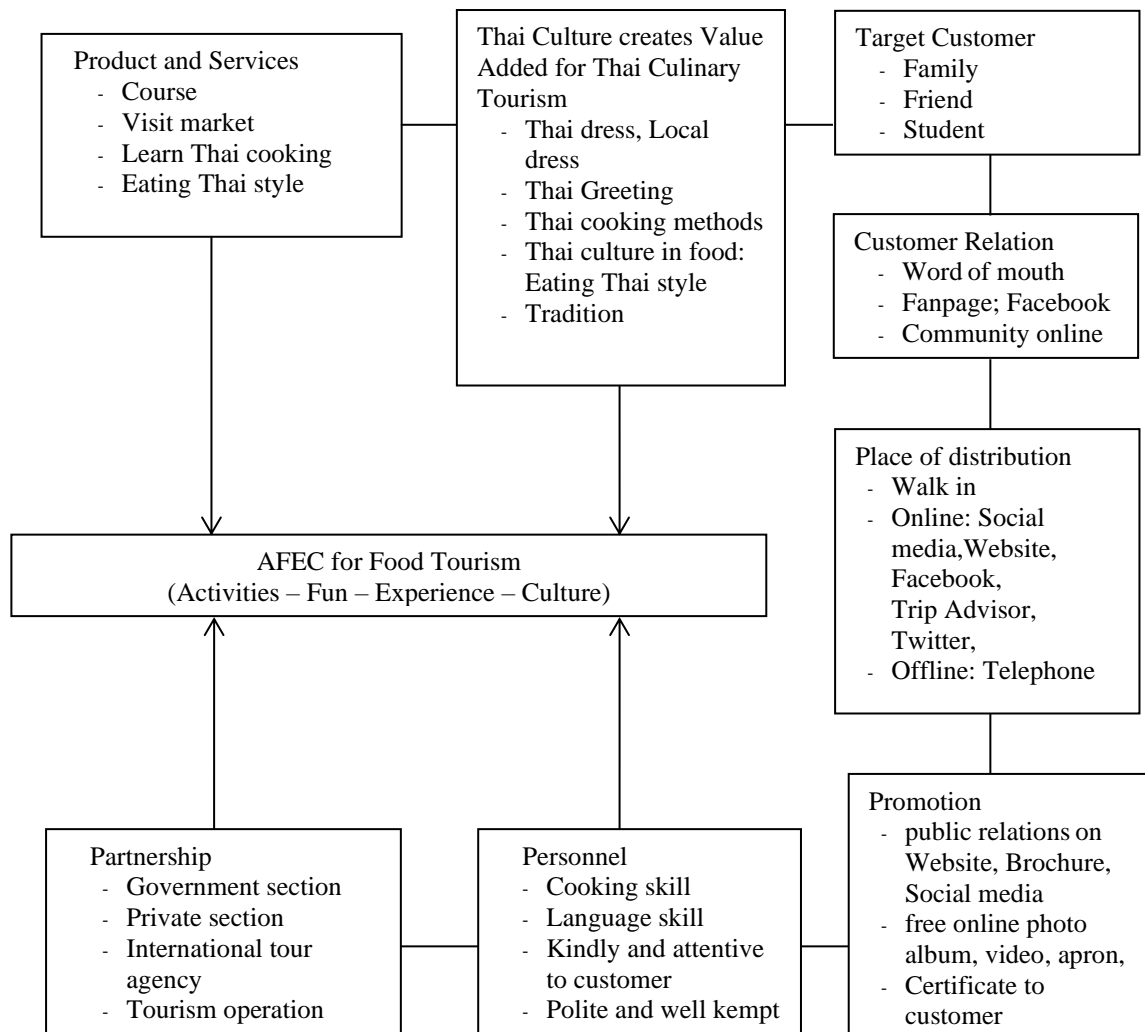 Product and Services
- Course
- Visit market
- Learn Thai cooking
- Eating Thai style
Thai Culture creates Value
Added for Thai Culinary
Tourism
- Thai dress, Local
dress
- Thai Greeting
- Thai cooking methods
- Thai culture in food:
Eating Thai style
- Tradition
Target Customer
- Family
- Friend
- Student
Customer Relation
- Word of mouth
- Fanpage; Facebook
- Community online
Place of distribution
- Walk in
- Online: Social
media,Website,
Facebook,
Trip Advisor,
Twitter,
- Offline: Telephone
AFEC for Food Tourism
(Activities – Fun – Experience – Culture)
Partnership
- Government section
- Private section
- International tour
agency
- Tourism operation
Personnel
- Cooking skill
- Language skill
- Kindly and attentive
to customer
- Polite and well kempt
Promotion
- public relations on
Website, Brochure,
Social media
- free online photo
album, video, apron,
- Certificate to
customer